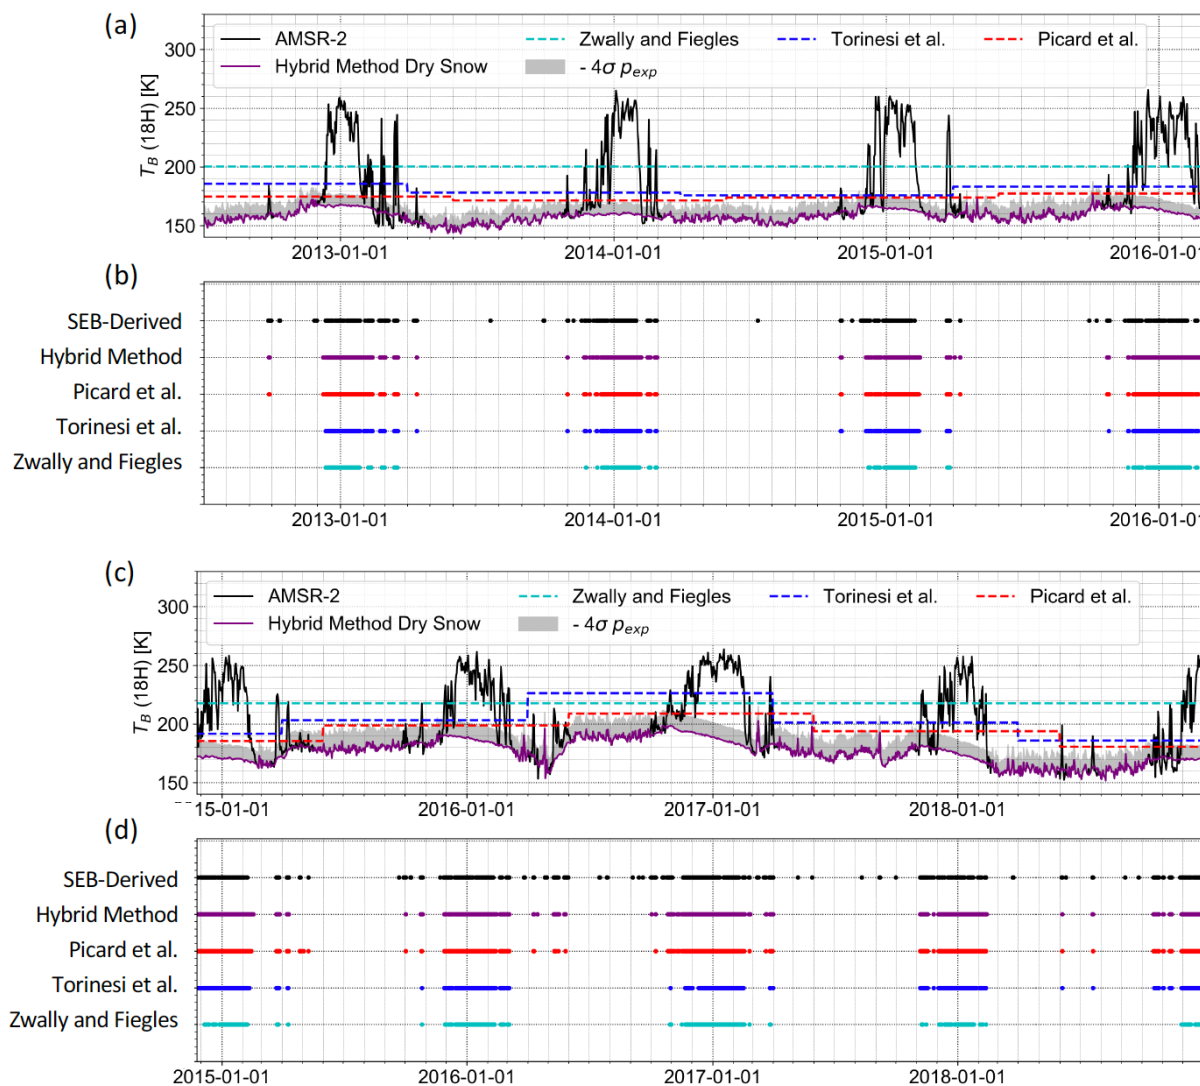 (a)
AMSR-2
Zwally and Fiegles
Torinesi et al.
Picard et al.
Hybrid Method Dry Snow
- 4σ p_exp
T_B (18H) [K]
300
250
200
150
2013-01-01
2014-01-01
2015-01-01
2016-01-01
(b)
SEB-Derived
Hybrid Method
Picard et al.
Torinesi et al.
Zwally and Fiegles
2013-01-01
2014-01-01
2015-01-01
2016-01-01
(c)
AMSR-2
Zwally and Fiegles
Torinesi et al.
Picard et al.
Hybrid Method Dry Snow
- 4σ p_exp
T_B (18H) [K]
300
250
200
150
15-01-01
2016-01-01
2017-01-01
2018-01-01
(d)
SEB-Derived
Hybrid Method
Picard et al.
Torinesi et al.
Zwally and Fiegles
2015-01-01
2016-01-01
2017-01-01
2018-01-01